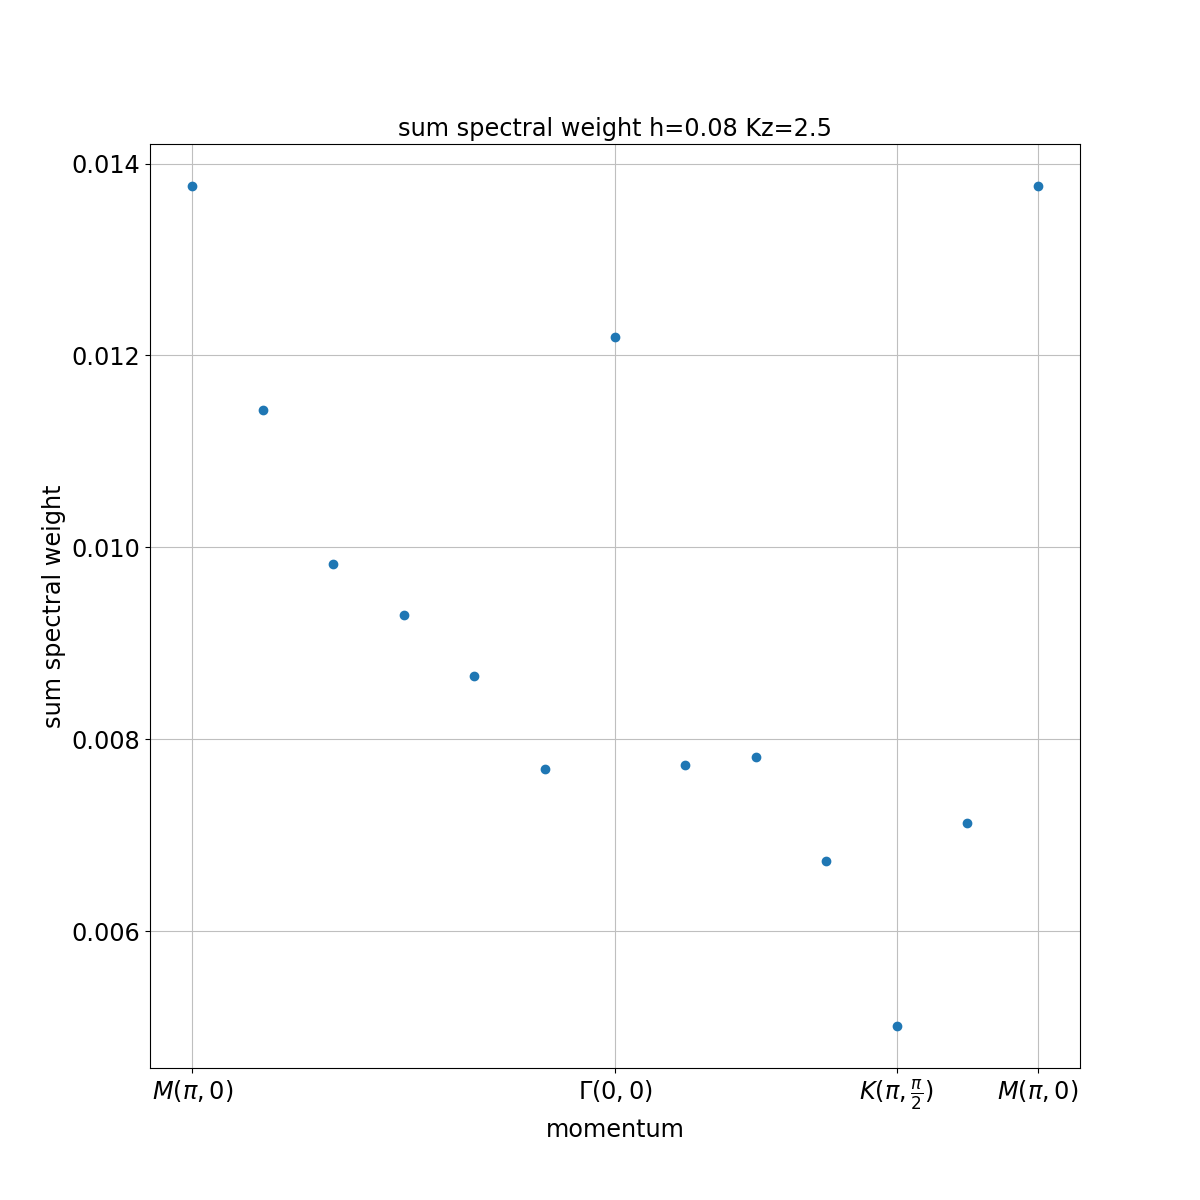 sum spectral weight h=0.08 Kz=2.5
0.014
0.012
0.010
0.008
0.006
sum spectral weight
M(π, 0)
Γ(0, 0)
K(π, π/2)
M(π, 0)
momentum